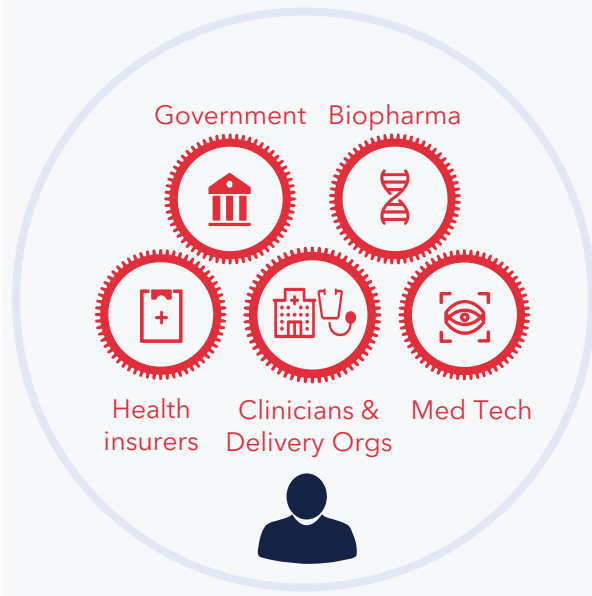 Government
Biopharma
Health
insurers
Clinicians &
Delivery Orgs
Med Tech